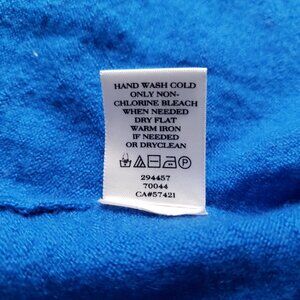 HAND WASH COLD
ONLY NON-
CHLORINE BLEACH
WHEN NEEDED
DRY FLAT
WARM IRON
IF NEEDED
OR DRYCLEAN
294457
70044
CA#57421